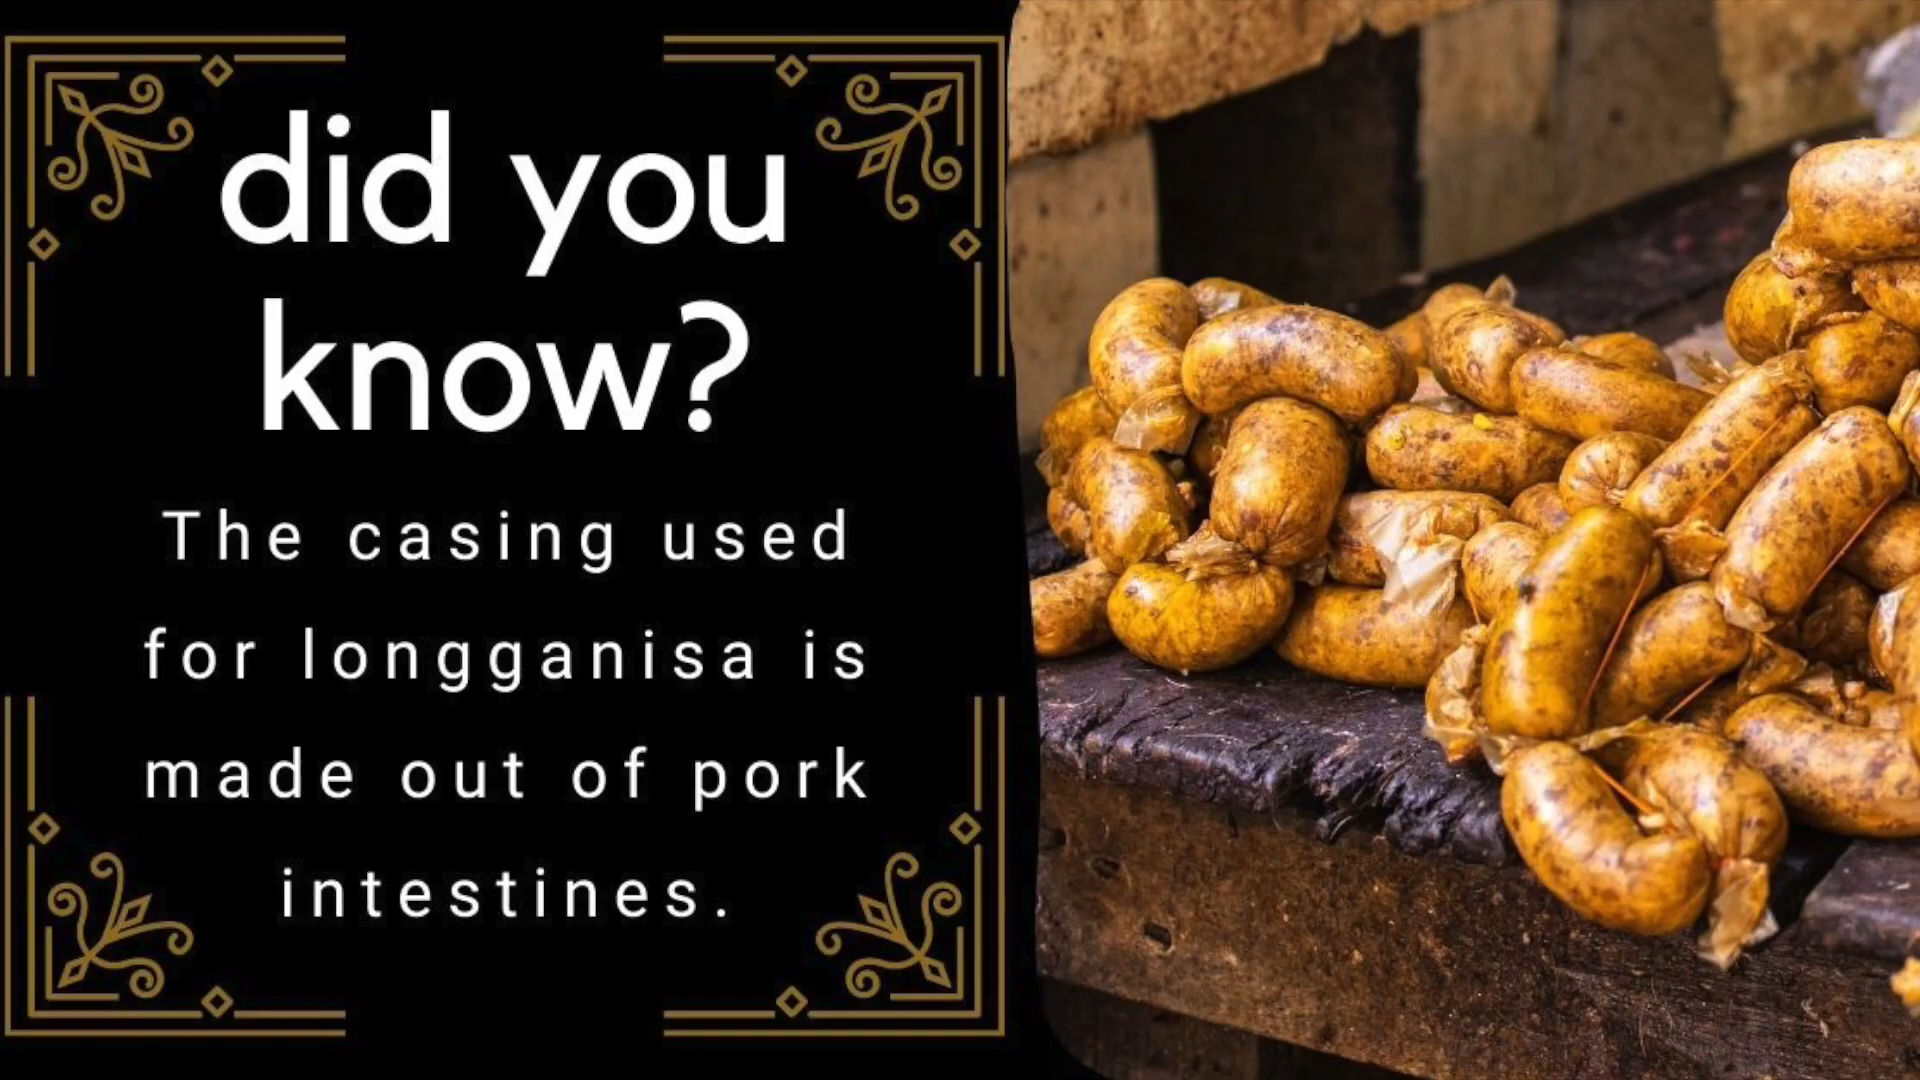 did you
know?
The casing used
for longganisa is
made out of pork
intestines.